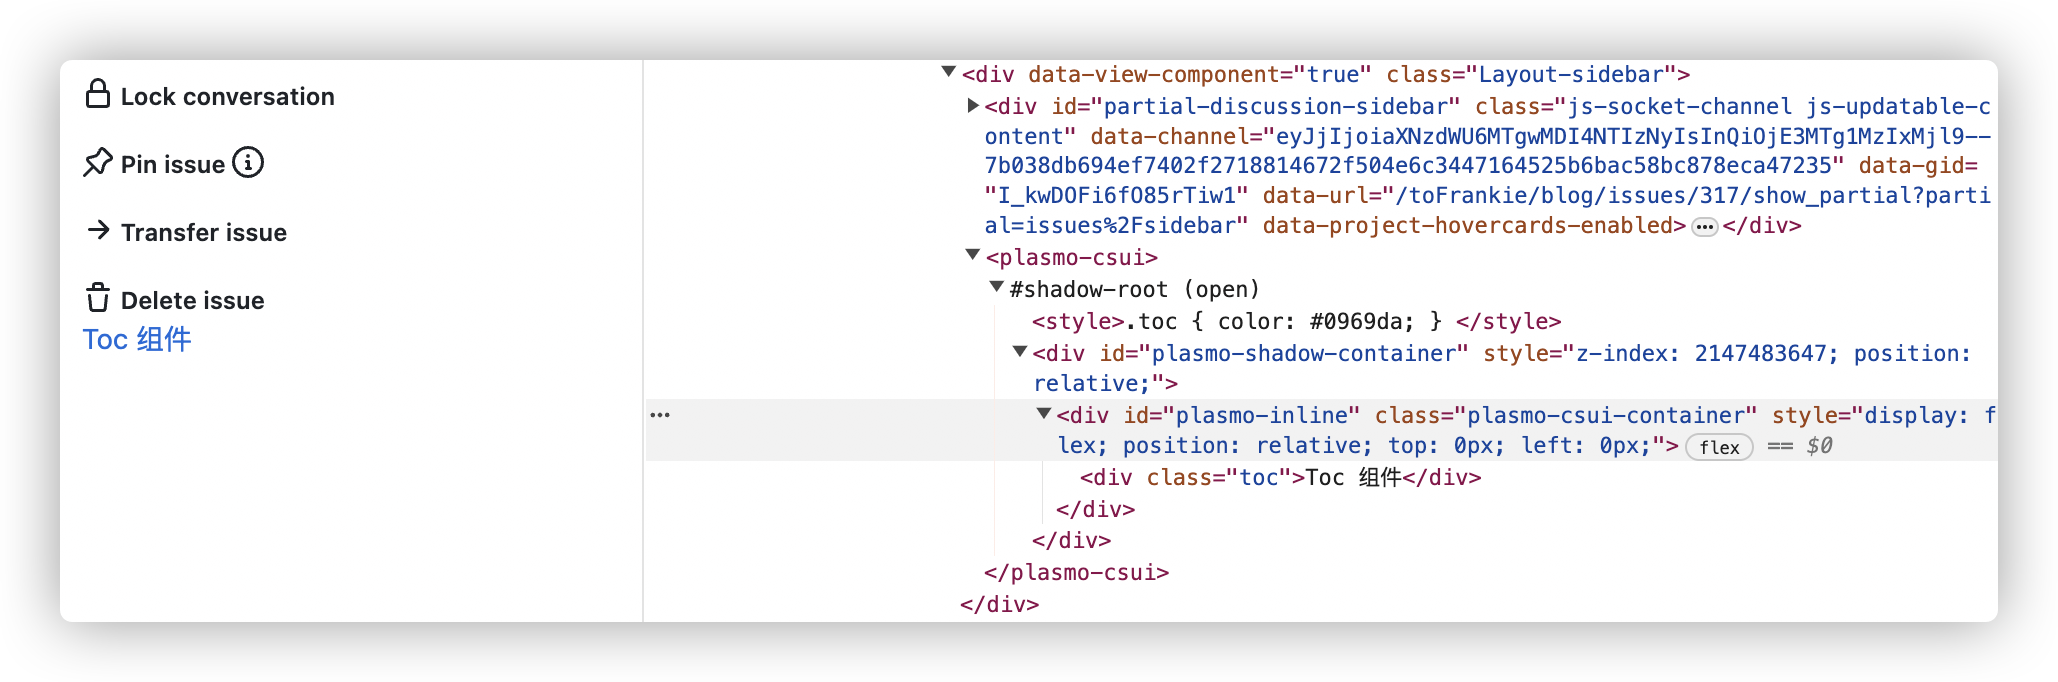 Lock conversation
Pin issue
Transfer issue
Delete issue
Toc 组件
<div data-view-component="true" class="Layout-sidebar">
<div id="partial-discussion-sidebar" class="js-socket-channel js-updatable-c
ontent" data-channel="eyJjIjoiaXNzdWU6MTgwMDI4NTIzNyIsInQiOjE3MTg1MzIxMjl9--
7b038db694ef7402f2718814672f504e6c3447164525b6bac58bc878eca47235" data-gid=
"I_kwDOFi6fO85rTiw1" data-url="/toFrankie/blog/issues/317/show_partial?parti
al=issues%2Fsidebar" data-project-hovercards-enabled>…</div>
<plasmo-csui>
#shadow-root (open)
<style>.toc { color: #0969da; } </style>
<div id="plasmo-shadow-container" style="z-index: 2147483647; position:
relative;">
<div id="plasmo-inline" class="plasmo-csui-container" style="display: f
lex; position: relative; top: 0px; left: 0px;"> flex == $0
<div class="toc">Toc 组件</div>
</div>
</div>
</plasmo-csui>
</div>